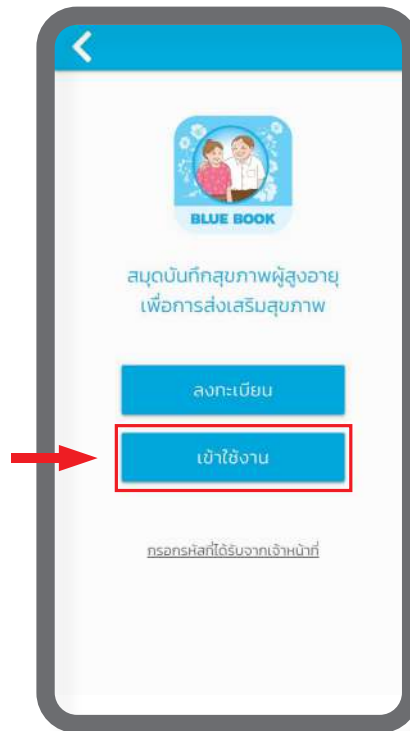 BLUE BOOK
สมุดบันทึกสุขภาพผู้สูงอายุ
เพื่อการส่งเสริมสุขภาพ
ลงทะเบียน
เข้าใช้งาน
กรอกรหัสที่ได้รับจากเจ้าหน้าที่